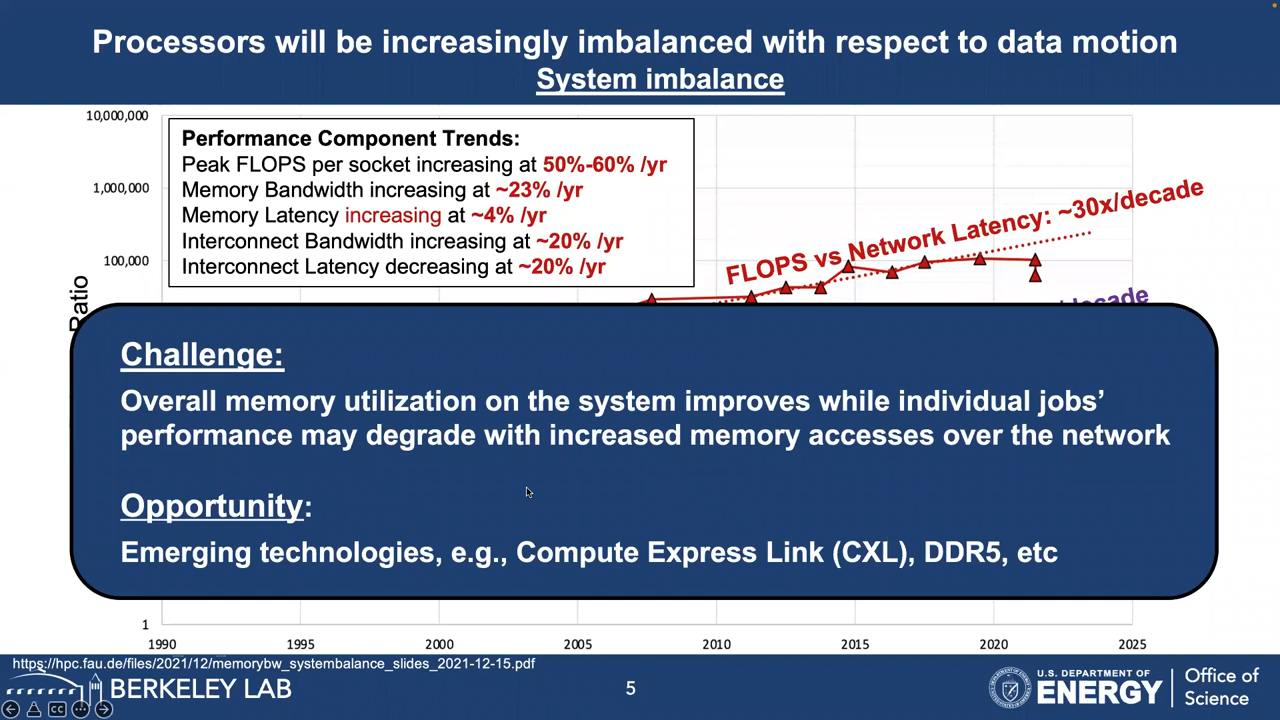 Processors will be increasingly imbalanced with respect to data motion
System imbalance
10,000,000
1,000,000
100,000
Ratio
Performance Component Trends:
Peak FLOPS per socket increasing at 50%-60% /yr
Memory Bandwidth increasing at ~23% /yr
Memory Latency increasing at ~4% /yr
Interconnect Bandwidth increasing at ~20% /yr
Interconnect Latency decreasing at ~20% /yr
FLOPS vs Network Latency: ~30x/decade
decade
Challenge:
Overall memory utilization on the system improves while individual jobs’
performance may degrade with increased memory accesses over the network
Opportunity:
Emerging technologies, e.g., Compute Express Link (CXL), DDR5, etc
1
1990 1995 2000 2005 2010 2015 2020 2025
https://hpc.fau.de/files/2021/12/memorybw_systembalance_slides_2021-12-15.pdf
BERKELEY LAB
5
U.S. DEPARTMENT OF
ENERGY
Office of
Science
CC